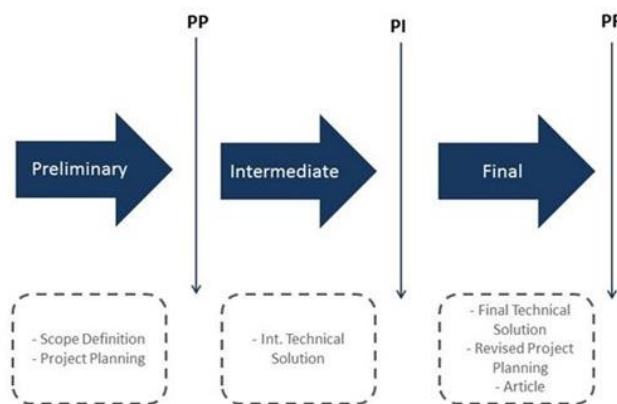 PP
PI
PF
Preliminary
Intermediate
Final
- Scope Definition
- Project Planning
- Int. Technical
Solution
- Final Technical
Solution
- Revised Project
Planning
- Article